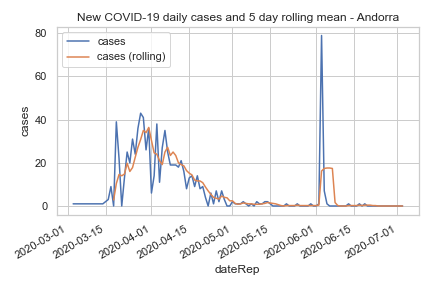 New COVID-19 daily cases and 5 day rolling mean - Andorra
cases
cases (rolling)
80
60
40
20
0
cases
2020-03-01
2020-03-15
2020-04-01
2020-04-15
2020-05-01
2020-05-15
2020-06-01
2020-06-15
2020-07-01
dateRep